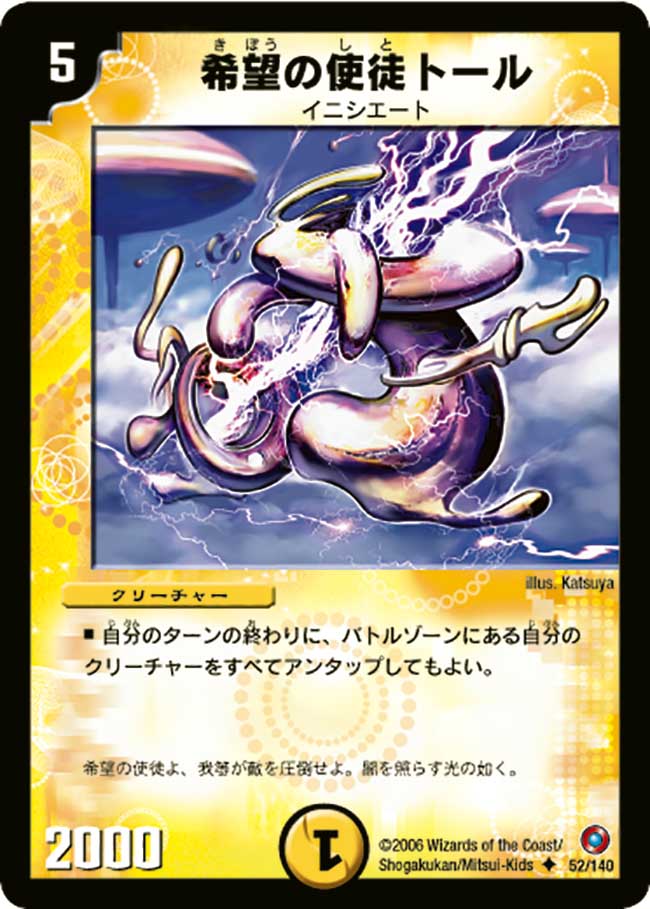 5
きぼう しと
希望の使徒トール
イニシエート
illus. Katsuya
クリーチャー
■ 自分のターンの終わりに、バトルゾーンにある自分の
クリーチャーをすべてアンタップしてもよい。
希望の使徒よ、我等が敵を圧倒せよ。闇を照らす光の如く。
2000
1
©2006 Wizards of the Coast/
Shogakukan/Mitsui-Kids
52/140